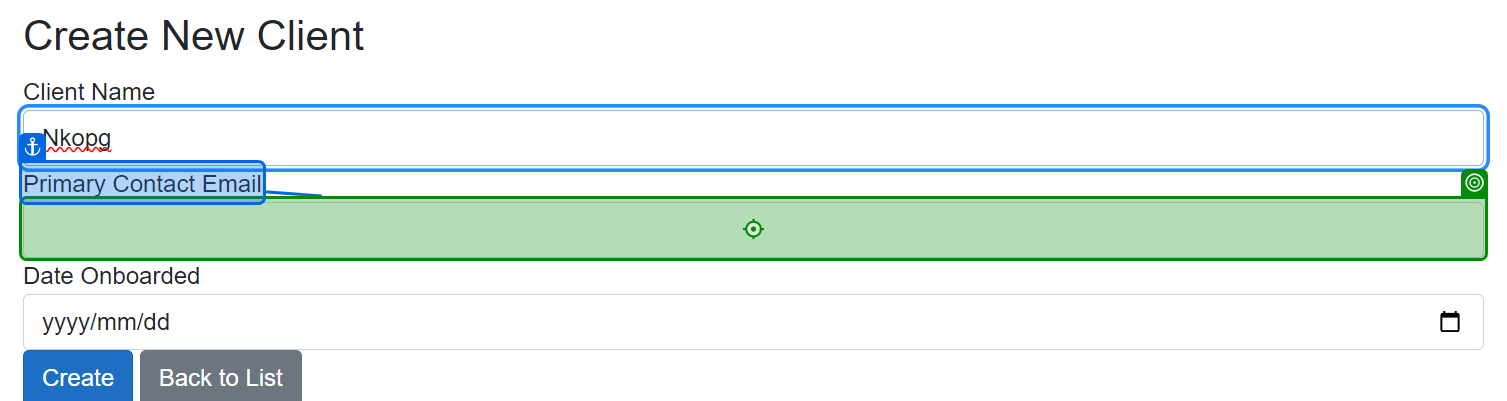 Create New Client
Client Name
Nkopg
Primary Contact Email
Date Onboarded
yyyy/mm/dd
Create Back to List